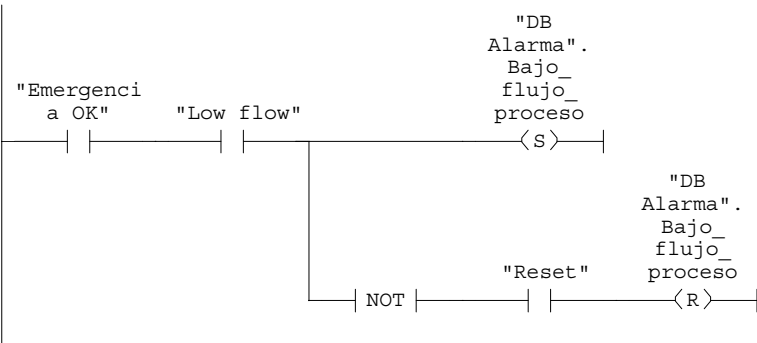 "DB
Alarma".
Bajo_
flujo_
proceso
"Emergenci
a OK"
"Low flow"
S
"DB
Alarma".
Bajo_
flujo_
proceso
"Reset"
NOT
R